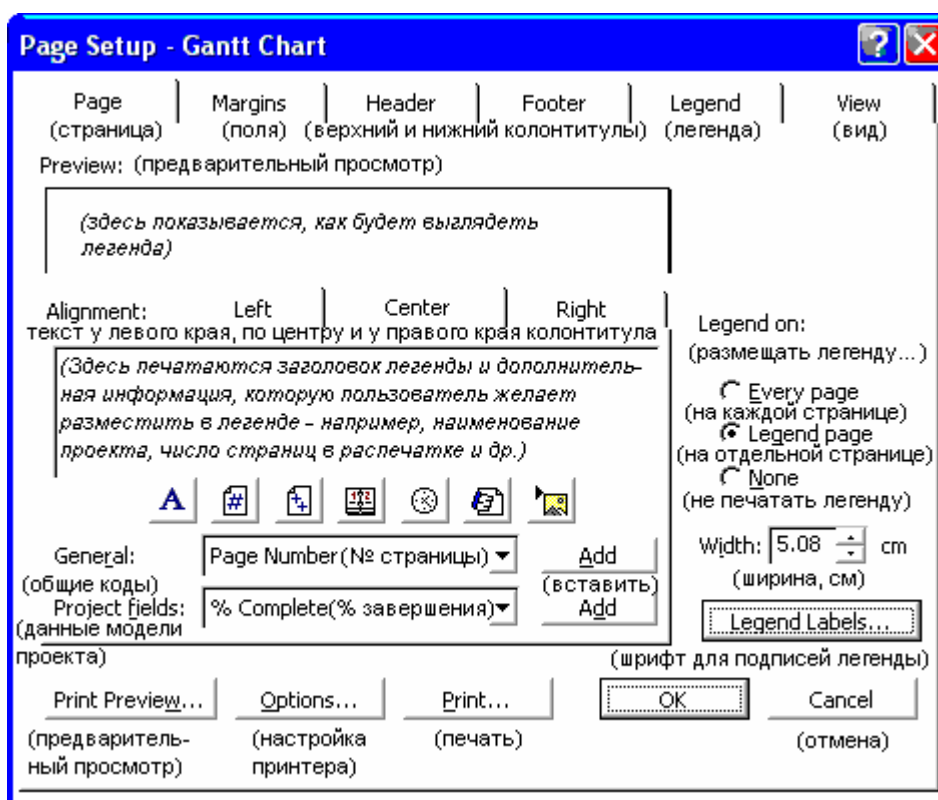 Page Setup - Gantt Chart
Page Margins Header Footer Legend View
(страница) (поля) (верхний и нижний колонтитулы) (легенда) (вид)
Preview: (предварительный просмотр)
(здесь показывается, как будет выглядеть
легенда)
Alignment: Left Center Right
текст у левого края, по центру и у правого края колонтитула
(Здесь печатаются заголовок легенды и дополнитель-
ная информация, которую пользователь желает
разместить в легенде – например, наименование
проекта, число страниц в распечатке и др.)
Legend on:
(размещать легенду...)
Every page
(на каждой странице)
Legend page
(на отдельной странице)
None
(не печатать легенду)
General: Page Number(№ страницы) Add
(общие коды) (вставить)
Project fields: % Complete(% завершения) Add
(данные модели
проекта)
Width: 5.08 cm
(ширина, см)
Legend Labels...
(шрифт для подписей легенды)
Print Preview... Options... Print... OK Cancel
(предваритель- (настройка (печать) (отмена)
ный просмотр) принтера)